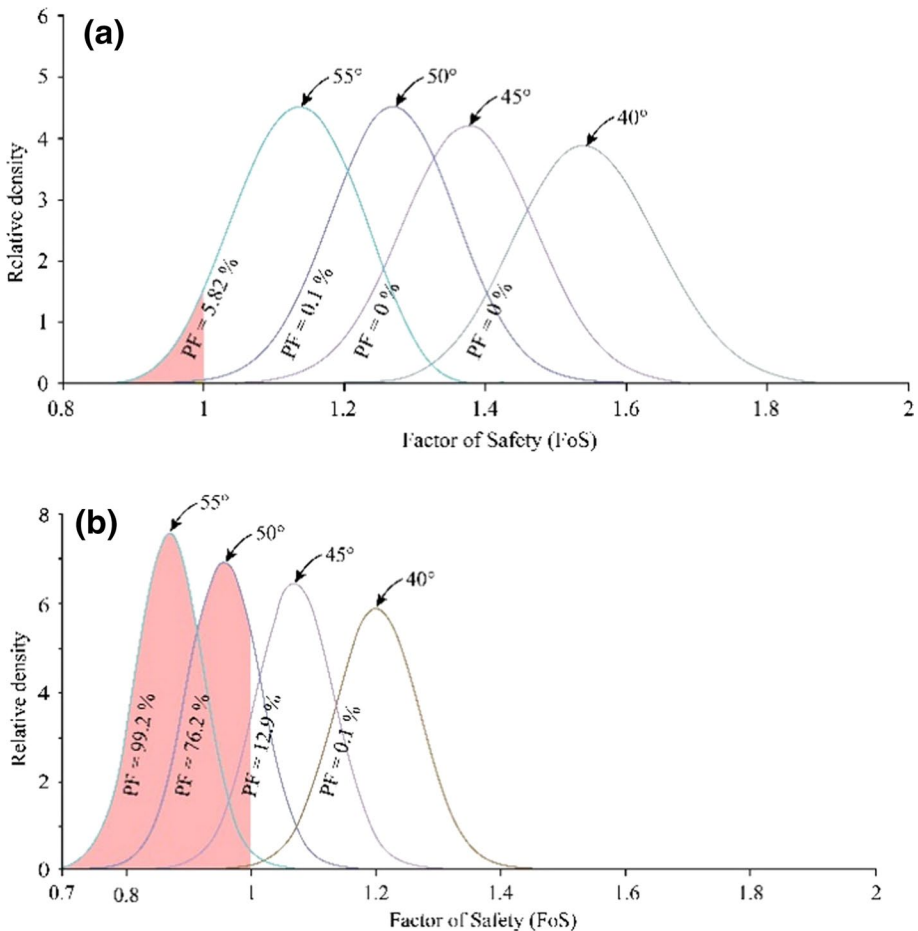 (a)
6
5
4
3
2
1
0
Relative density
55°
50°
45°
40°
PF = 5.82 %
PF = 0.1 %
PF = 0 %
PF = 0 %
0.8 1 1.2 1.4 1.6 1.8 2
Factor of Safety (FoS)
(b)
8
6
4
2
0
Relative density
55°
50°
45°
40°
PF = 99.2 %
PF = 76.2 %
PF = 12.9 %
PF = 0.1 %
0.7 0.8 1 1.2 1.4 1.6 1.8 2
Factor of Safety (FoS)